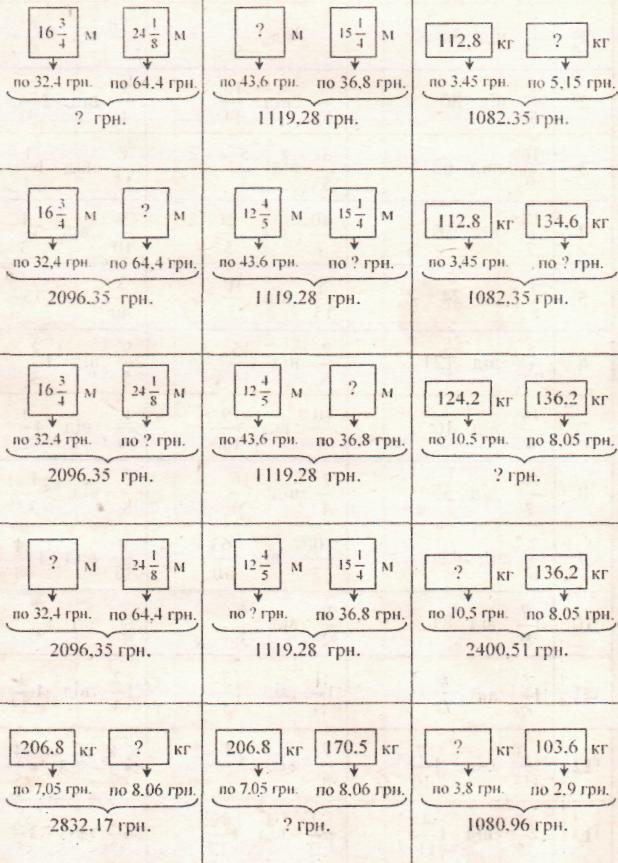 16 3/4 м 24 1/8 м
по 32.4 грн. по 64.4 грн.
? грн.
? м 15 1/4 м
по 43,6 грн. по 36,8 грн.
1119.28 грн.
112.8 кг ? кг
по 3.45 грн. по 5,15 грн.
1082.35 грн.
16 3/4 м ? м
по 32,4 грн. по 64,4 грн.
2096.35 грн.
12 4/5 м 15 1/4 м
по 43.6 грн. по ? грн.
1119.28 грн.
112.8 кг 134.6 кг
по 3,45 грн. по ? грн.
1082.35 грн.
16 3/4 м 24 1/8 м
по 32.4 грн. по ? грн.
2096.35 грн.
12 4/5 м ? м
по 43.6 грн. по 36,8 грн.
1119.28 грн.
124.2 кг 136.2 кг
по 10.5 грн. по 8,05 грн.
? грн.
? м 24 1/8 м
по 32,4 грн. по 64,4 грн.
2096,35 грн.
12 4/5 м 15 1/4 м
по ? грн. по 36.8 грн.
1119.28 грн.
? кг 136,2 кг
по 10,5 грн. по 8.05 грн.
2400.51 грн.
206.8 кг ? кг
по 7,05 грн. по 8.06 грн.
2832.17 грн.
206.8 кг 170.5 кг
по 7.05 грн. по 8,06 грн.
? грн.
? кг 103.6 кг
по 3.8 грн. по 2.9 грн.
1080.96 грн.